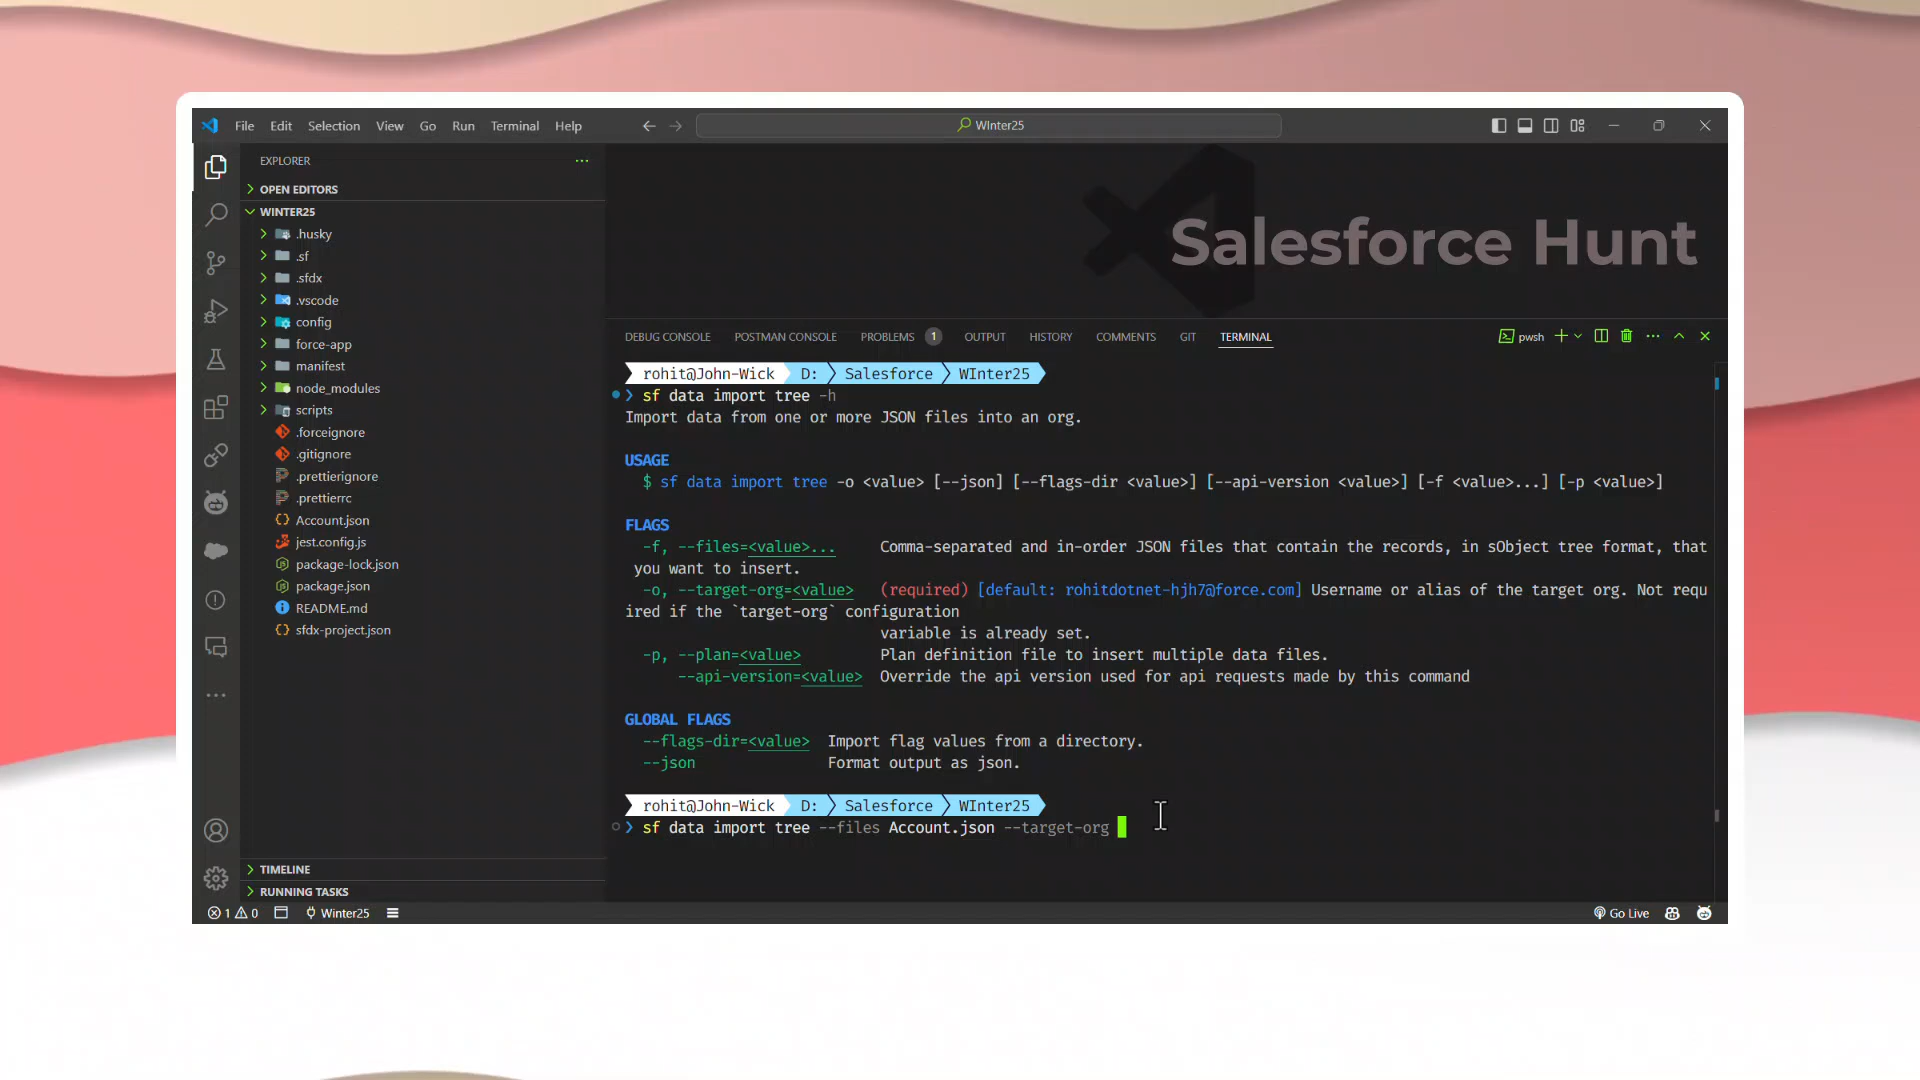 File Edit Selection View Go Run Terminal Help
WInter25
EXPLORER
OPEN EDITORS
WINTER25
.husky
.sf
.sfdx
.vscode
config
force-app
manifest
node_modules
scripts
.forceignore
.gitignore
.prettierignore
.prettierrc
Account.json
jest.config.js
package-lock.json
package.json
README.md
sfdx-project.json
TIMELINE
RUNNING TASKS
Salesforce Hunt
DEBUG CONSOLE POSTMAN CONSOLE PROBLEMS 1 OUTPUT HISTORY COMMENTS GIT TERMINAL pwsh
rohit@John-Wick D: Salesforce WInter25
❯ sf data import tree -h
Import data from one or more JSON files into an org.
USAGE
$ sf data import tree -o <value> [--json] [--flags-dir <value>] [--api-version <value>] [-f <value>...] [-p <value>]
FLAGS
-f, --files=<value>... Comma-separated and in-order JSON files that contain the records, in sObject tree format, that
you want to insert.
-o, --target-org=<value> (required) [default: rohitdotnet-hjh7@force.com] Username or alias of the target org. Not requ
ired if the `target-org` configuration
variable is already set.
-p, --plan=<value> Plan definition file to insert multiple data files.
--api-version=<value> Override the api version used for api requests made by this command
GLOBAL FLAGS
--flags-dir=<value> Import flag values from a directory.
--json Format output as json.
rohit@John-Wick D: Salesforce WInter25
❯ sf data import tree --files Account.json --target-org
1 0 Winter25 Go Live